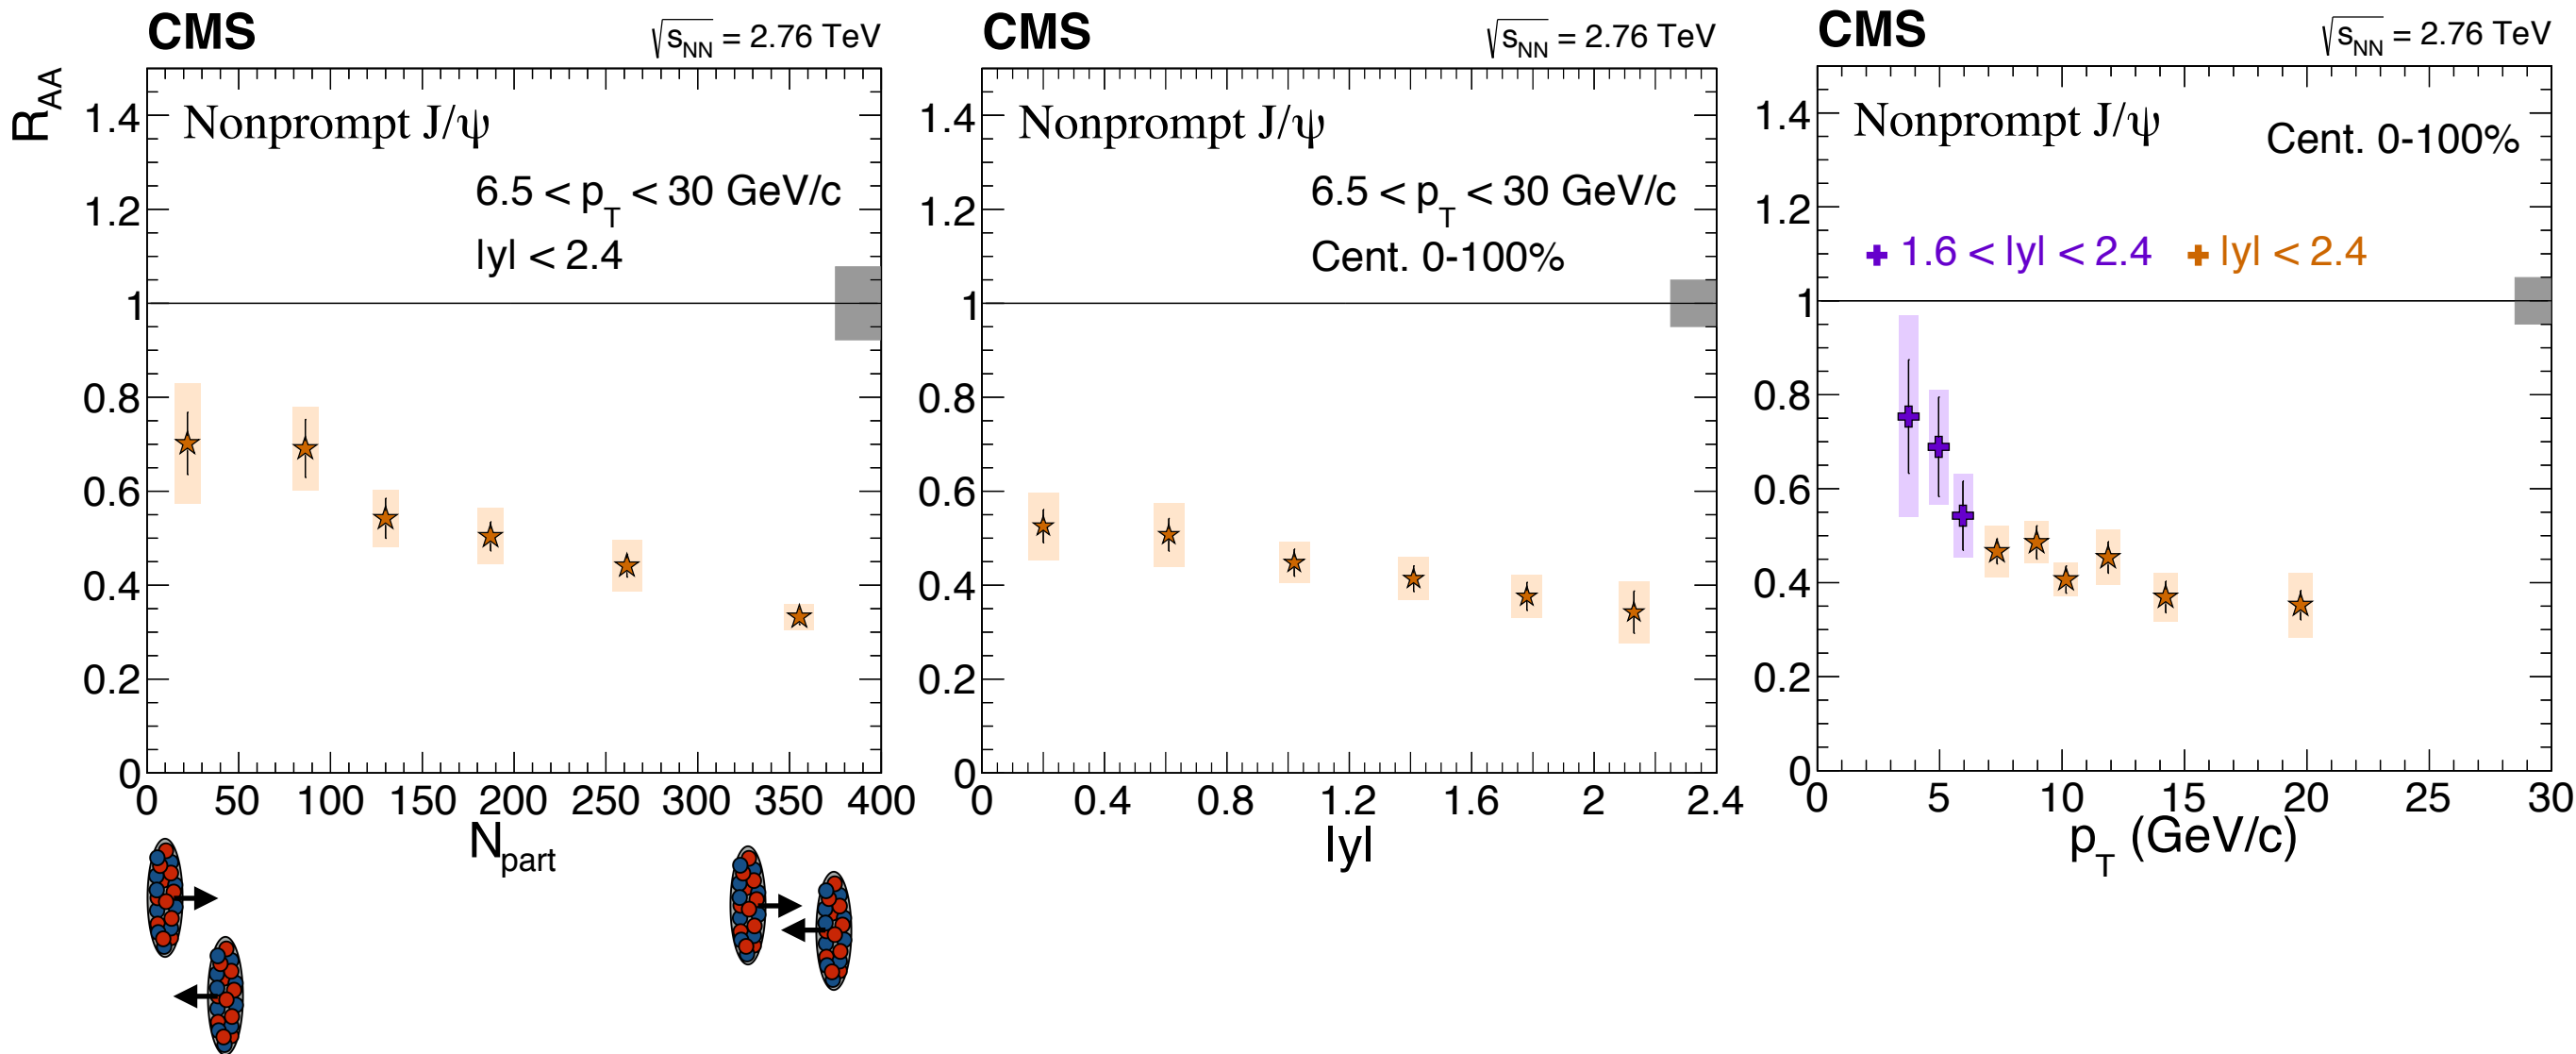 CMS
√sNN = 2.76 TeV
RAA
Nonprompt J/ψ
6.5 < pT < 30 GeV/c
|y| < 2.4
1.4
1.2
1
0.8
0.6
0.4
0.2
0
0 50 100 150 200 250 300 350 400
Npart
CMS
√sNN = 2.76 TeV
Nonprompt J/ψ
6.5 < pT < 30 GeV/c
Cent. 0-100%
1.4
1.2
1
0.8
0.6
0.4
0.2
0
0 0.4 0.8 1.2 1.6 2 2.4
|y|
CMS
√sNN = 2.76 TeV
Nonprompt J/ψ
Cent. 0-100%
1.6 < |y| < 2.4 |y| < 2.4
1.4
1.2
1
0.8
0.6
0.4
0.2
0
0 5 10 15 20 25 30
pT (GeV/c)